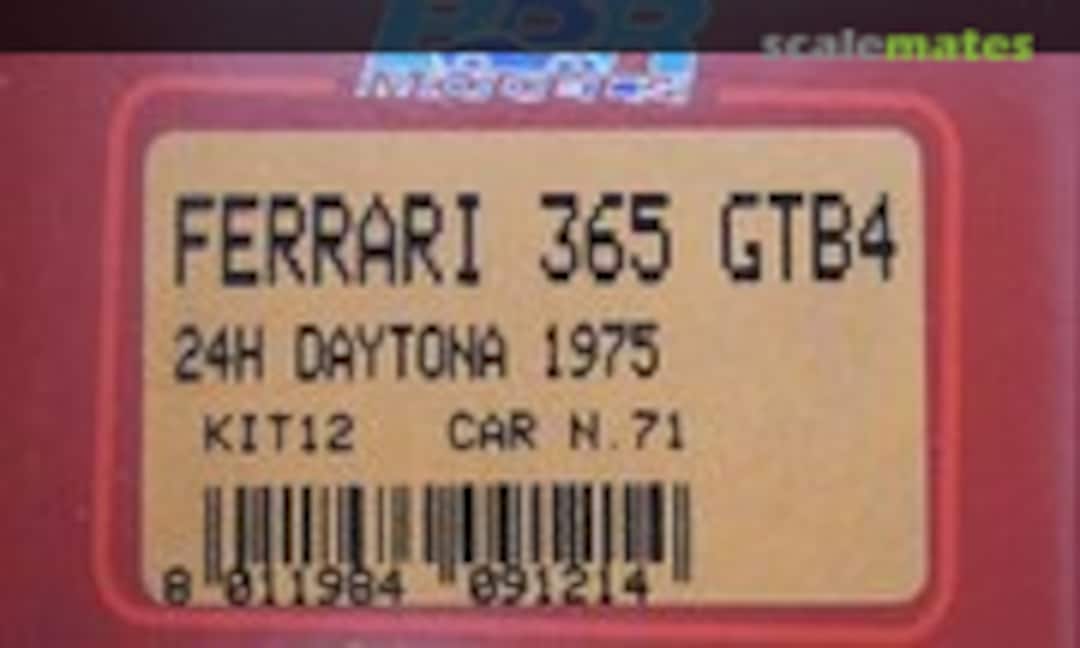 scalemates
FERRARI 365 GTB4
24H DAYTONA 1975
KIT12 CAR N.71
8 011984 091214